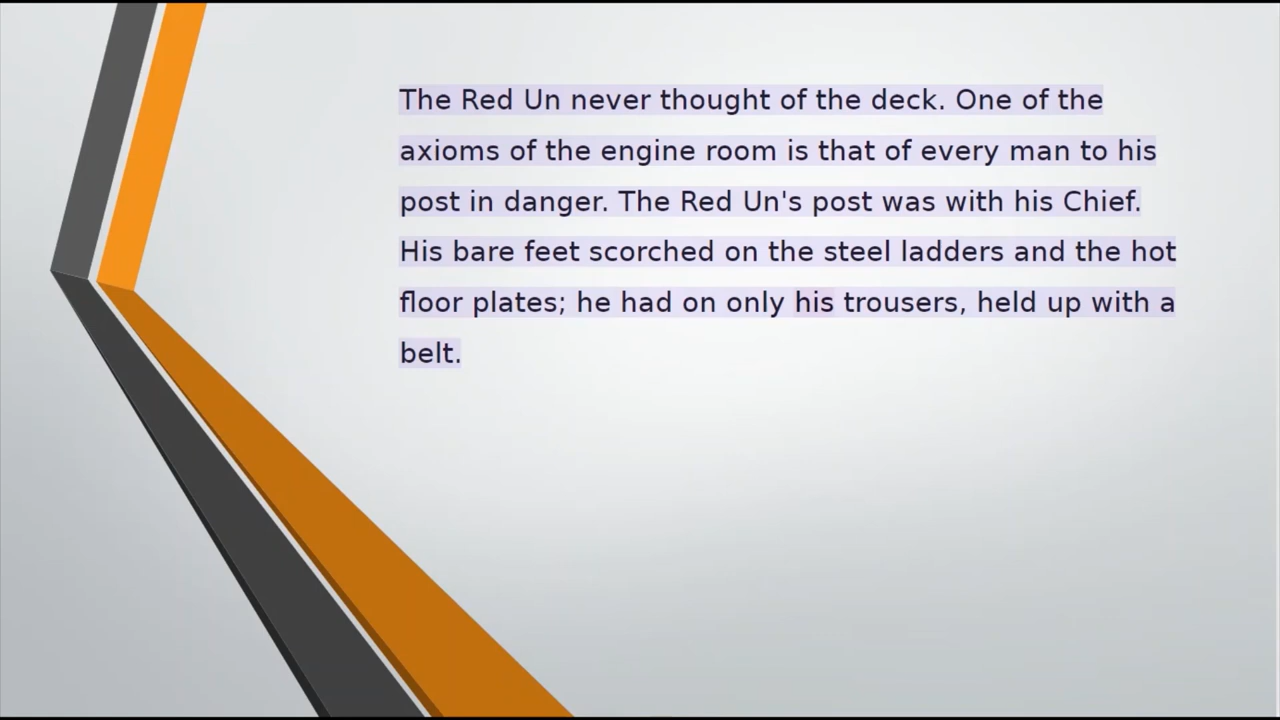 The Red Un never thought of the deck. One of the
axioms of the engine room is that of every man to his
post in danger. The Red Un's post was with his Chief.
His bare feet scorched on the steel ladders and the hot
floor plates; he had on only his trousers, held up with a
belt.